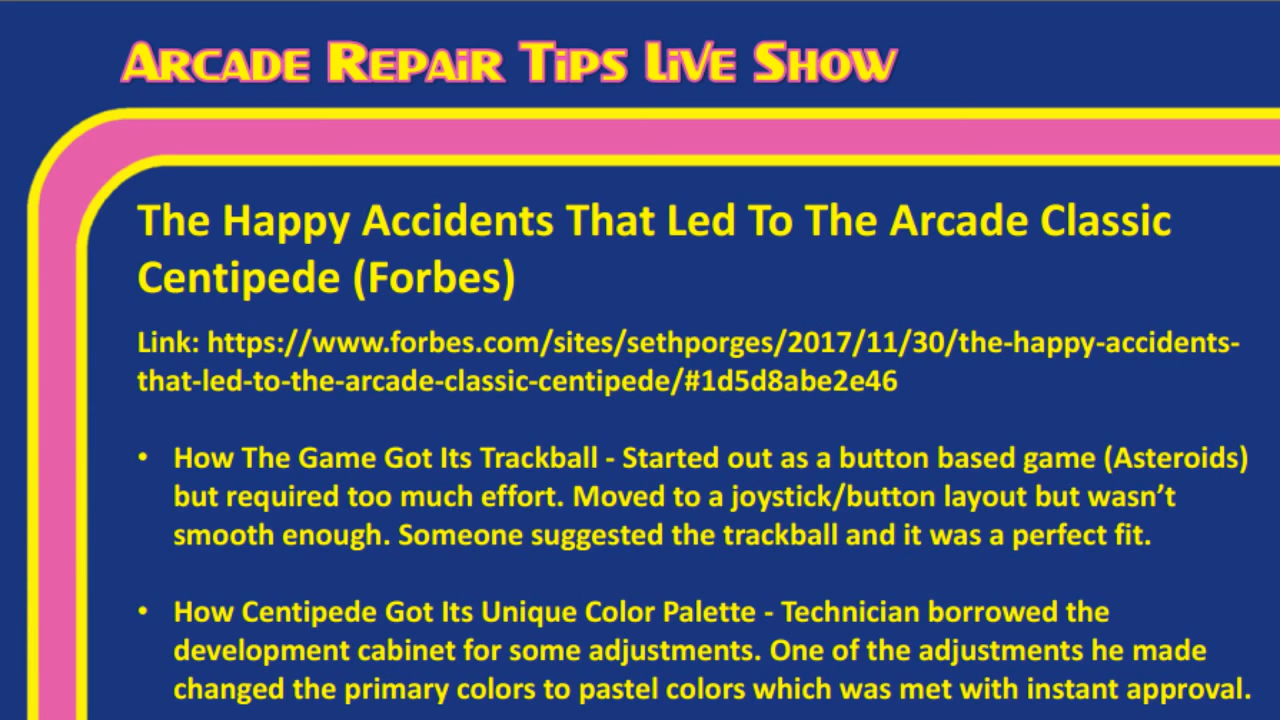 Arcade Repair Tips Live Show
The Happy Accidents That Led To The Arcade Classic
Centipede (Forbes)
Link: https://www.forbes.com/sites/sethporges/2017/11/30/the-happy-accidents-
that-led-to-the-arcade-classic-centipede/#1d5d8abe2e46
• How The Game Got Its Trackball - Started out as a button based game (Asteroids)
but required too much effort. Moved to a joystick/button layout but wasn’t
smooth enough. Someone suggested the trackball and it was a perfect fit.
• How Centipede Got Its Unique Color Palette - Technician borrowed the
development cabinet for some adjustments. One of the adjustments he made
changed the primary colors to pastel colors which was met with instant approval.